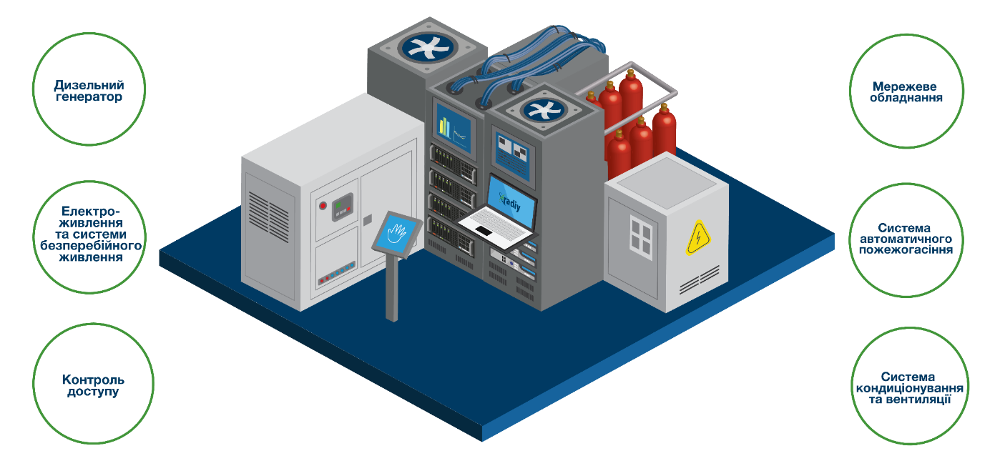 Дизельний
генератор
Електро-
живлення
та системи
безперебійного
живлення
Контроль
доступу
radiy
Мережеве
обладнання
Система
автоматичного
пожежогасіння
Система
кондиціонування
та вентиляції